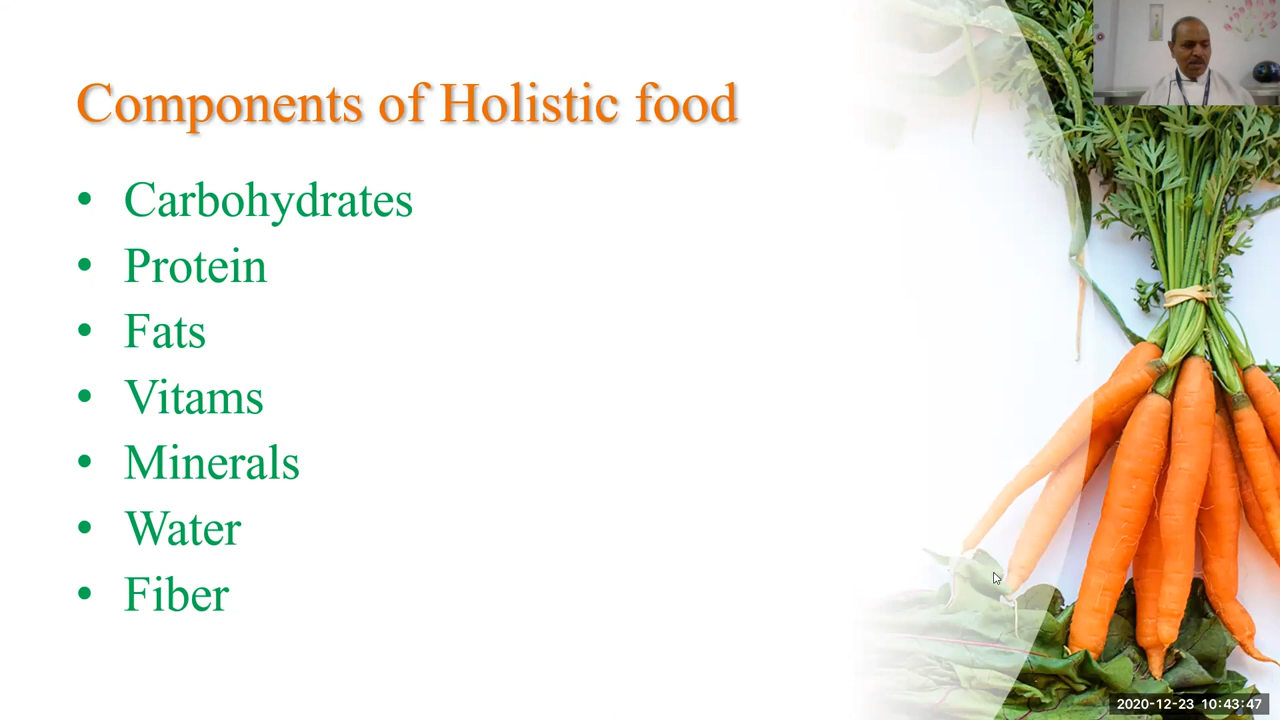 Components of Holistic food
• Carbohydrates
• Protein
• Fats
• Vitams
• Minerals
• Water
• Fiber
2020-12-23 10:43:47